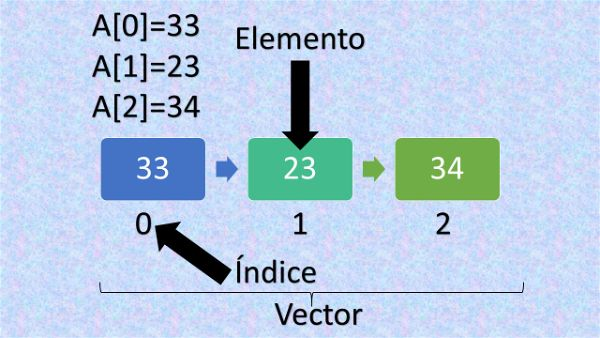 A[0]=33
Elemento
A[1]=23
A[2]=34
33 23 34
0 1 2
Índice
Vector